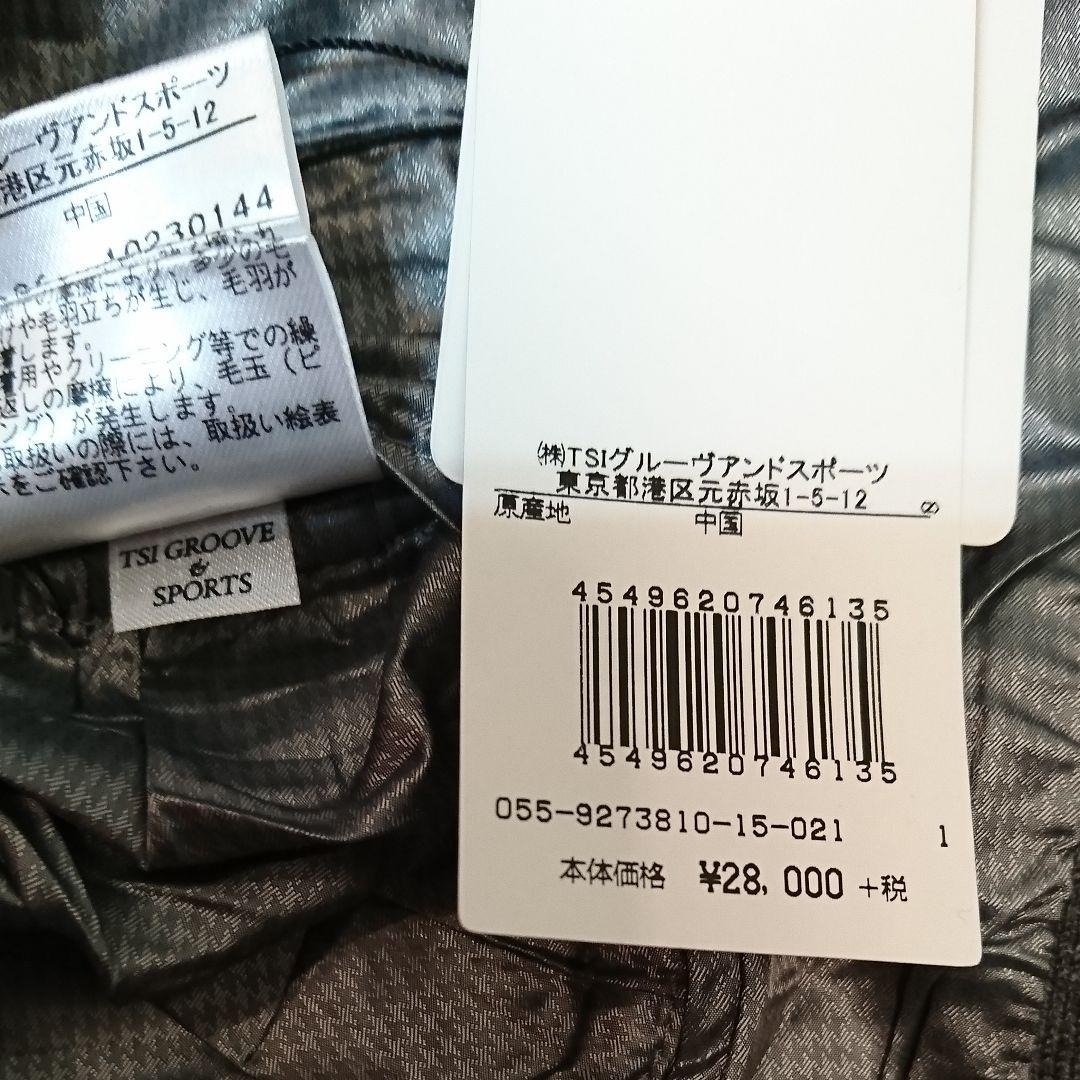 ルーヴアンドスポーツ
港区元赤坂1-5-12
中国
10230144
毛羽立ちが生じ、毛羽が
します。
用やクリーニング等での繰
返しの摩擦により、毛玉(ピ
ング)が発生します。
取扱いの際には、取扱い絵表
をご確認下さい。
TSI GROOVE
&
SPORTS
㈱TSIグルーヴアンドスポーツ
東京都港区元赤坂1-5-12
原産地 中国
4549620746135
4549620746135
055-9273810-15-021 1
本体価格 ¥28,000 +税